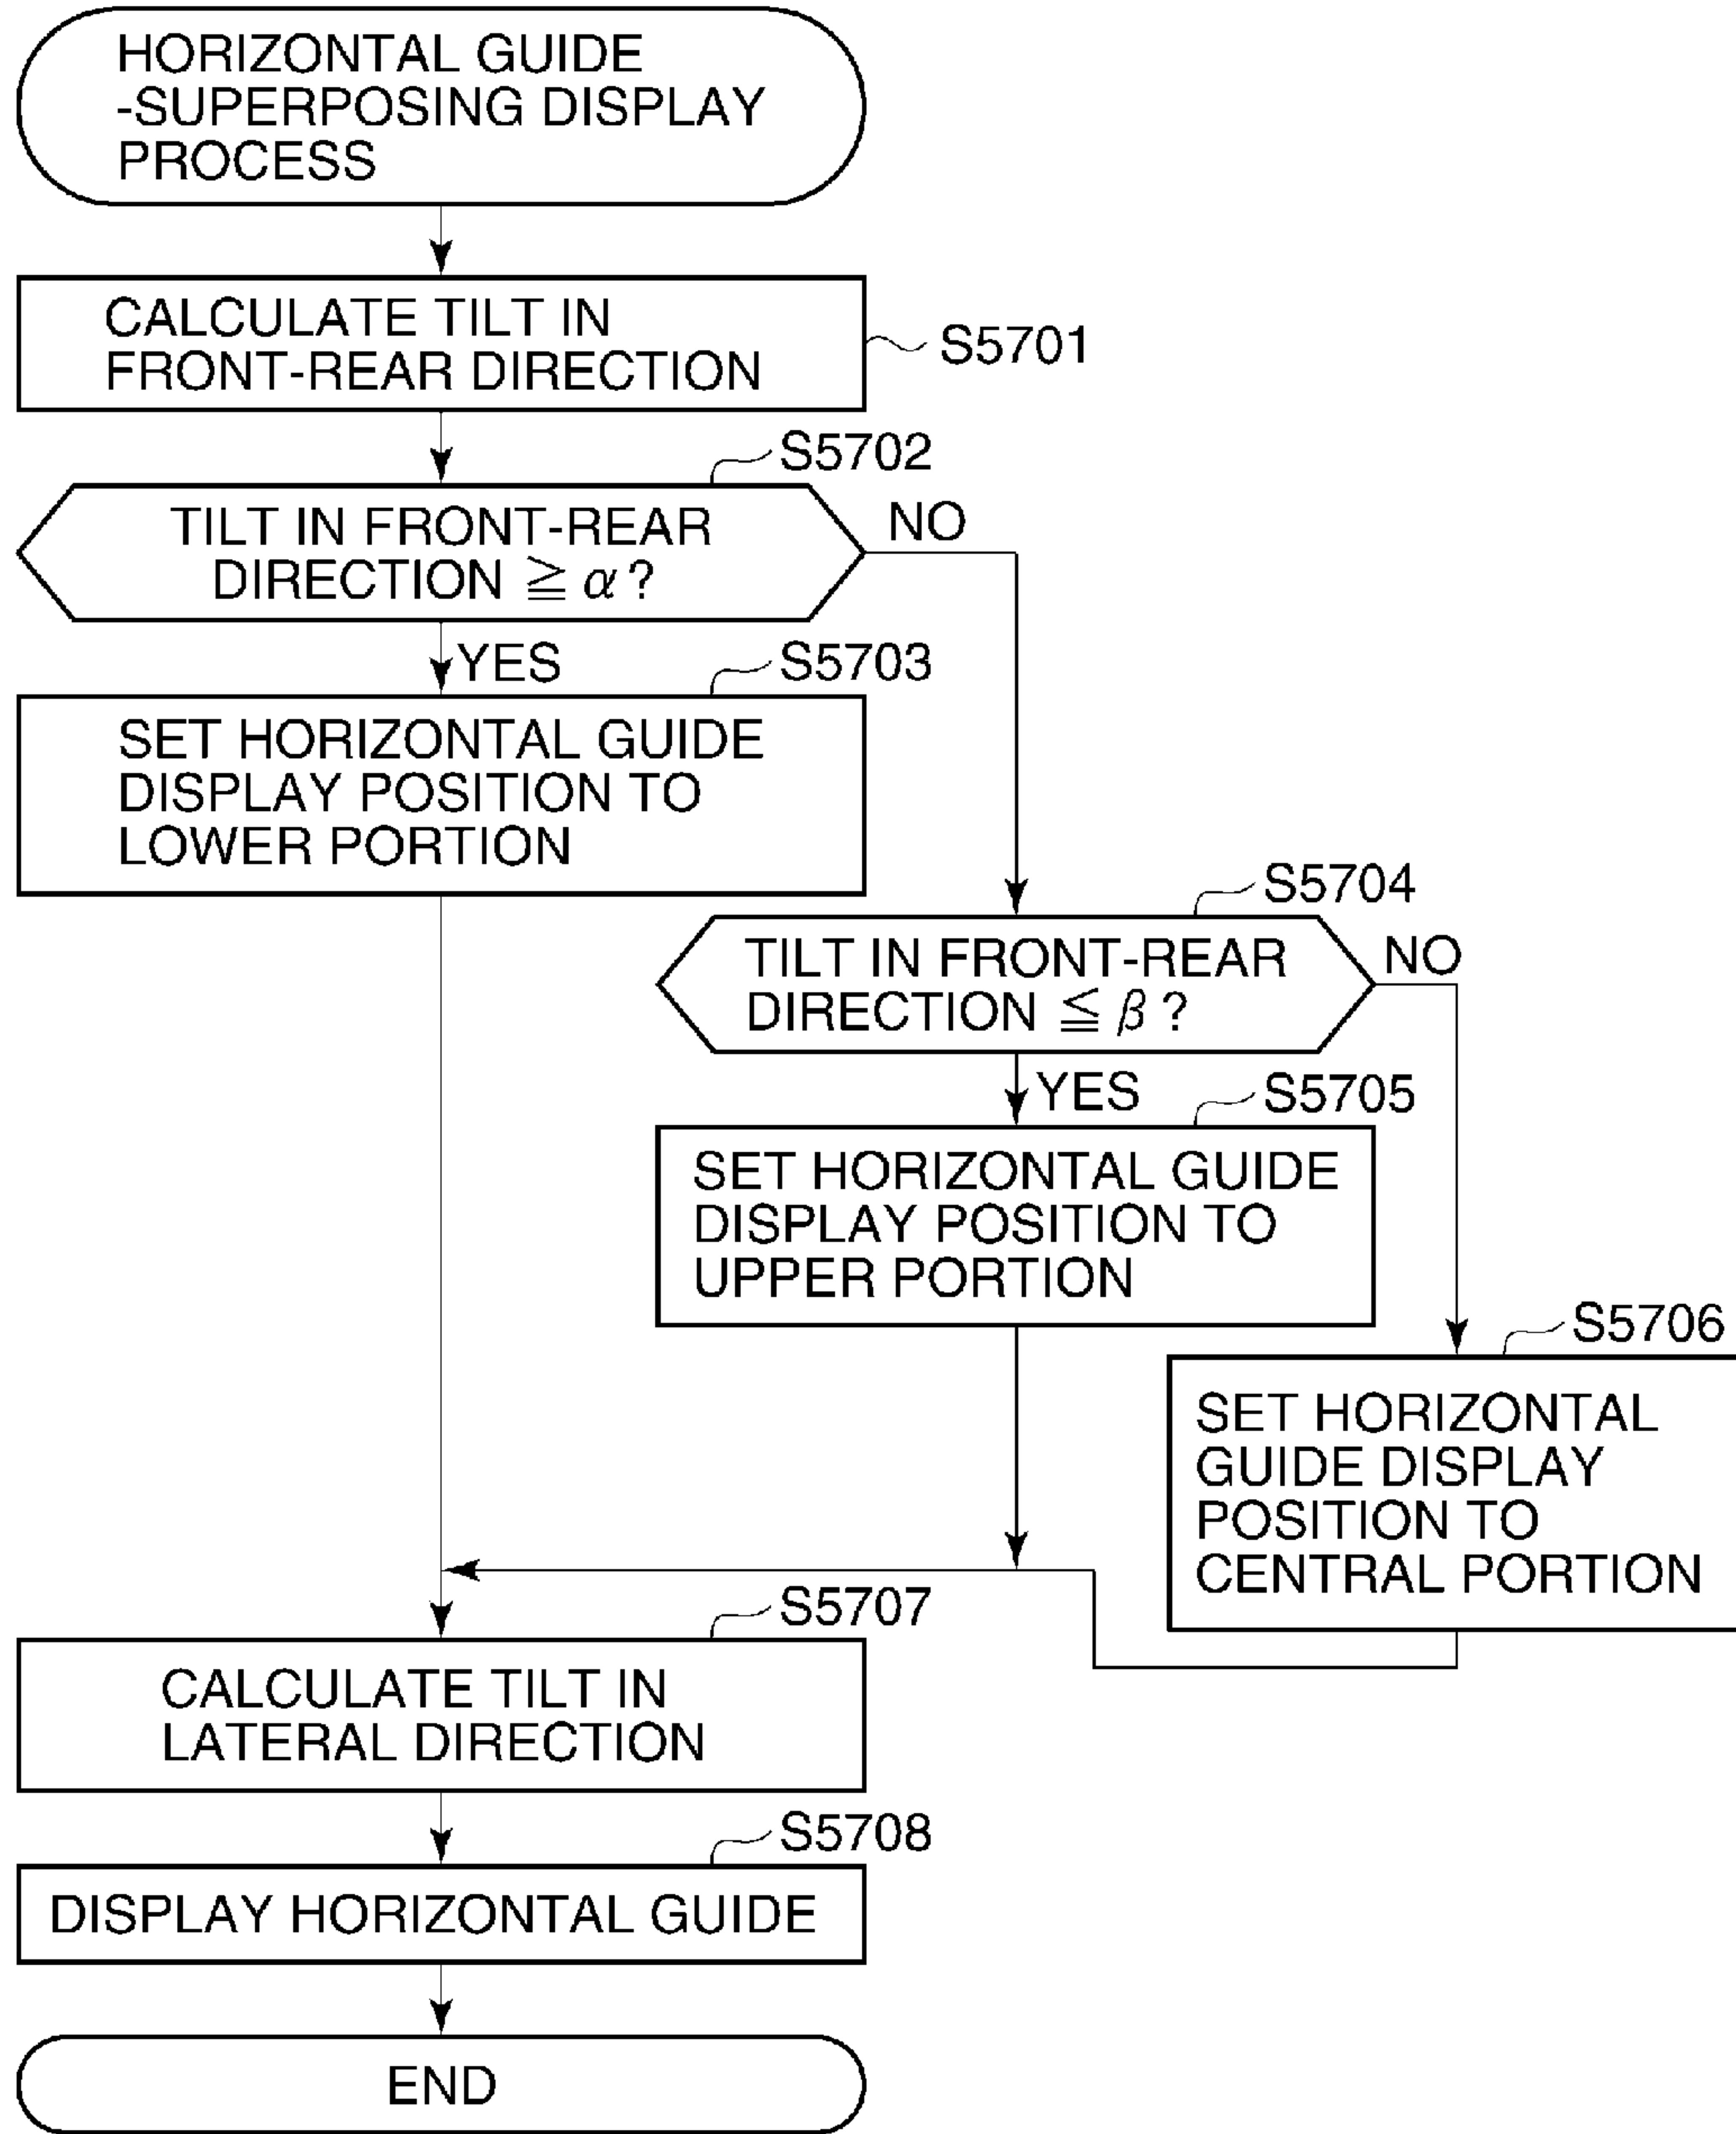 HORIZONTAL GUIDE
-SUPERPOSING DISPLAY
PROCESS
CALCULATE TILT IN
FRONT-REAR DIRECTION
S5701
S5702
TILT IN FRONT-REAR
DIRECTION ≧ α ?
NO
YES
S5703
SET HORIZONTAL GUIDE
DISPLAY POSITION TO
LOWER PORTION
S5704
TILT IN FRONT-REAR
DIRECTION ≦ β ?
NO
YES
S5705
SET HORIZONTAL GUIDE
DISPLAY POSITION TO
UPPER PORTION
S5706
SET HORIZONTAL
GUIDE DISPLAY
POSITION TO
CENTRAL PORTION
S5707
CALCULATE TILT IN
LATERAL DIRECTION
S5708
DISPLAY HORIZONTAL GUIDE
END